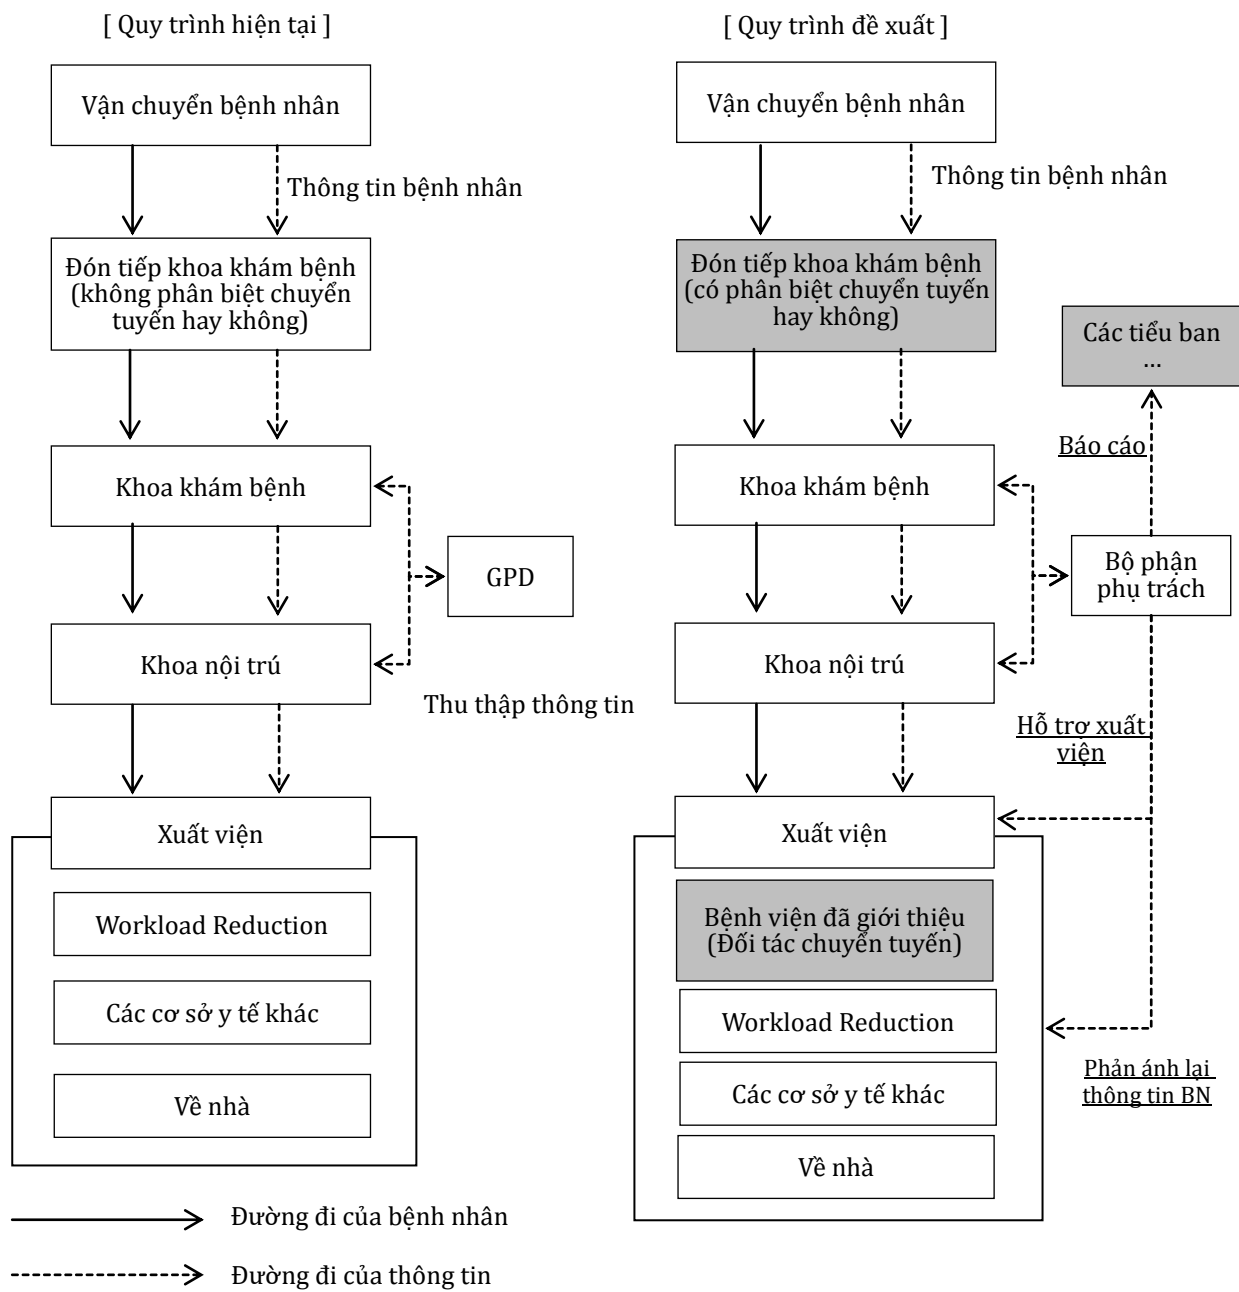 [ Quy trình hiện tại ]
Vận chuyển bệnh nhân
Thông tin bệnh nhân
Đón tiếp khoa khám bệnh
(không phân biệt chuyển
tuyến hay không)
Khoa khám bệnh
GPD
Khoa nội trú
Thu thập thông tin
Xuất viện
Workload Reduction
Các cơ sở y tế khác
Về nhà
Đường đi của bệnh nhân
Đường đi của thông tin
[ Quy trình đề xuất ]
Vận chuyển bệnh nhân
Thông tin bệnh nhân
Đón tiếp khoa khám bệnh
(có phân biệt chuyển tuyến
hay không)
Các tiểu ban
...
Báo cáo
Khoa khám bệnh
Bộ phận
phụ trách
Khoa nội trú
Hỗ trợ xuất
viện
Xuất viện
Bệnh viện đã giới thiệu
(Đối tác chuyển tuyến)
Workload Reduction
Các cơ sở y tế khác
Về nhà
Phản ánh lại
thông tin BN